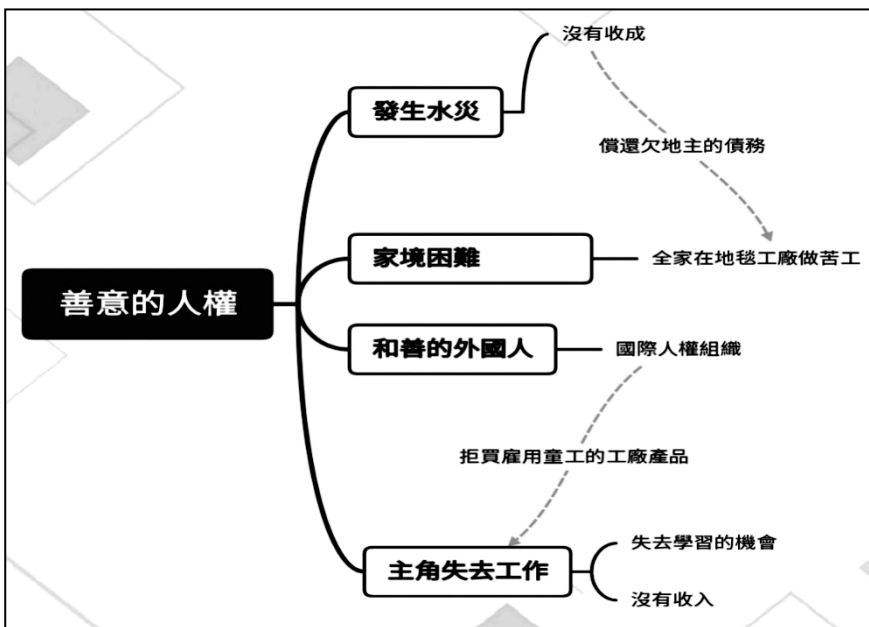 善意的人權
發生水災
沒有收成
償還欠地主的債務
家境困難
全家在地毯工廠做苦工
和善的外國人
國際人權組織
拒買雇用童工的工廠產品
主角失去工作
失去學習的機會
沒有收入